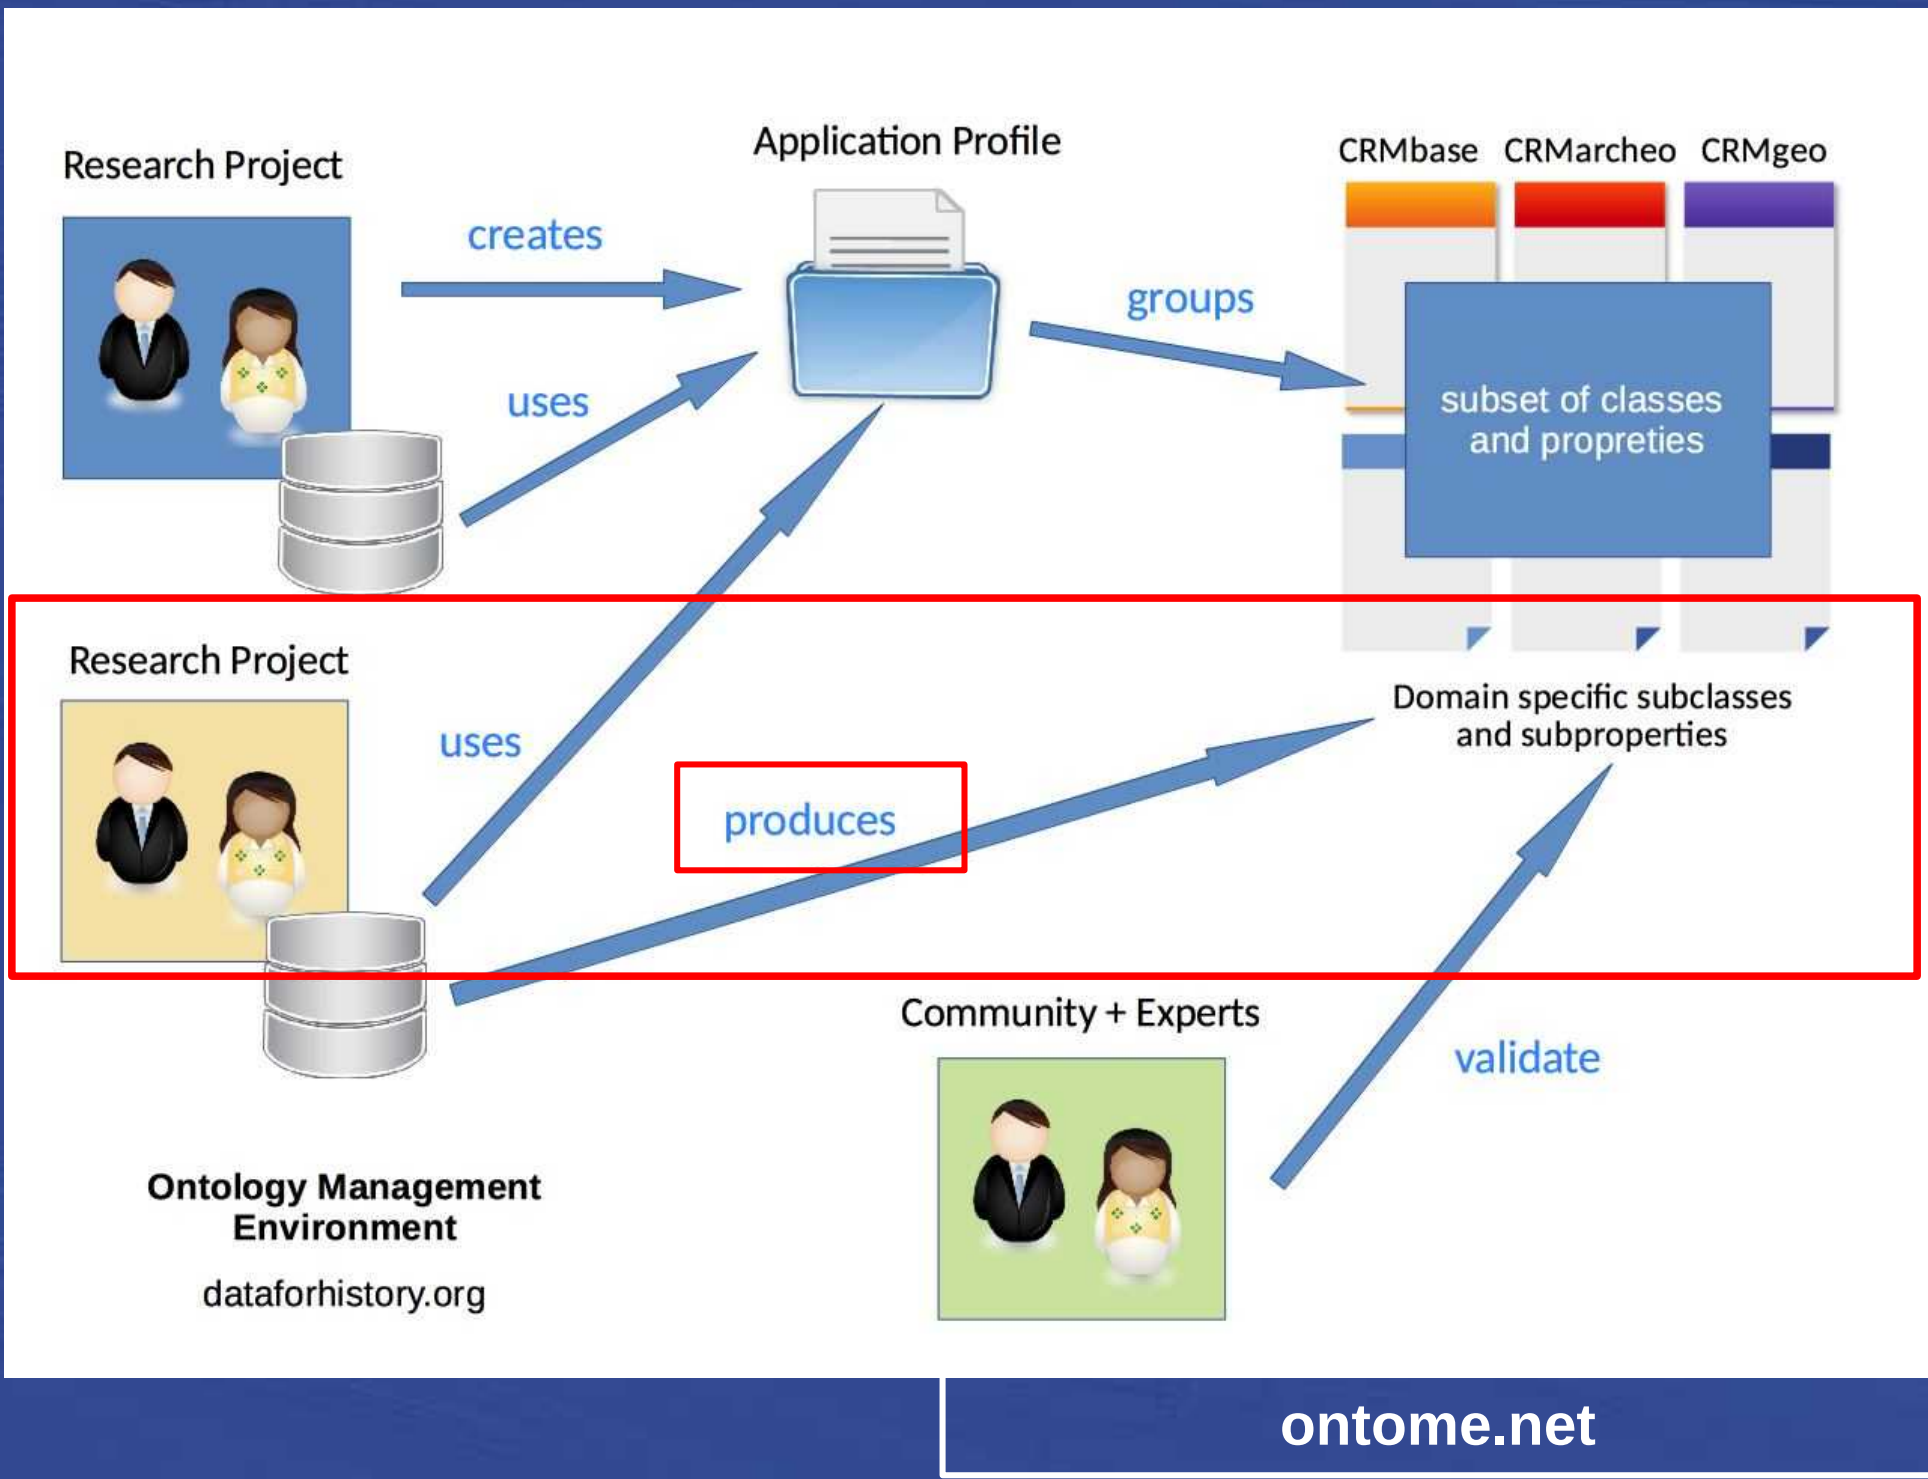 Research Project
Application Profile
CRMbase CRMarcheo CRMgeo
creates
groups
uses
subset of classes
and propreties
Research Project
uses
Domain specific subclasses
and subproperties
produces
Community + Experts
validate
Ontology Management
Environment
dataforhistory.org
ontome.net